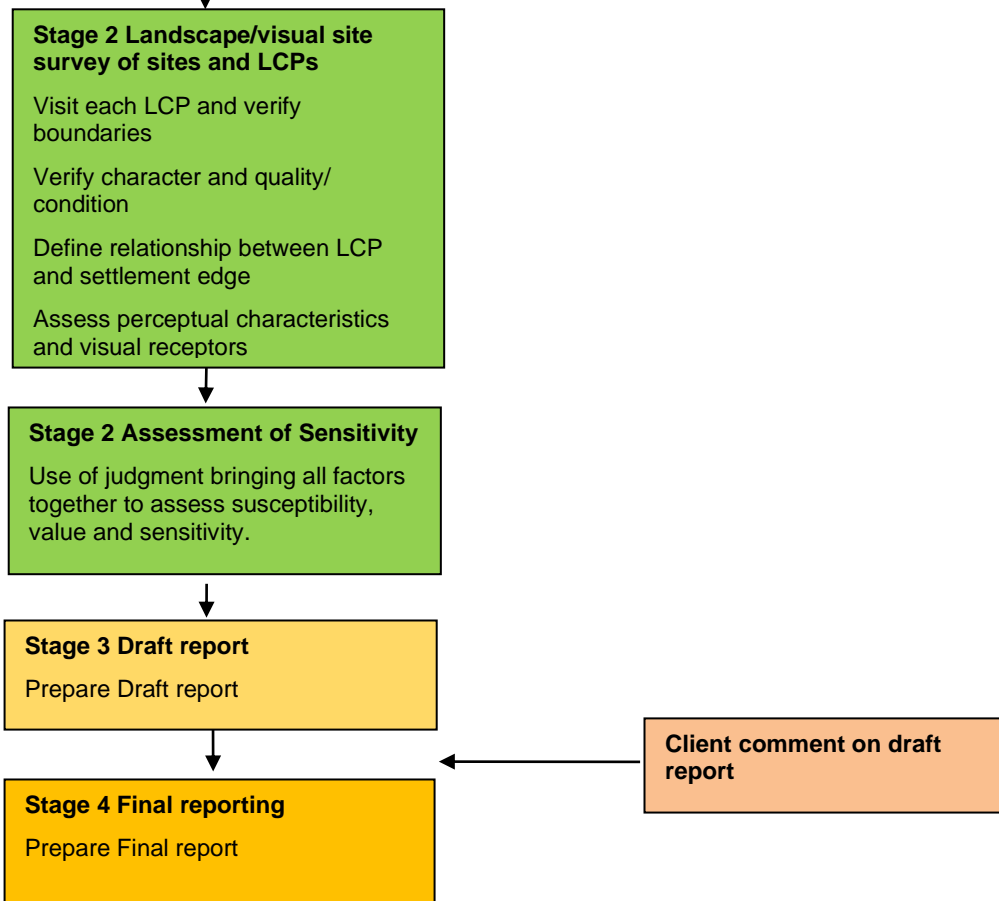 Stage 2 Landscape/visual site
survey of sites and LCPs
Visit each LCP and verify
boundaries
Verify character and quality/
condition
Define relationship between LCP
and settlement edge
Assess perceptual characteristics
and visual receptors
Stage 2 Assessment of Sensitivity
Use of judgment bringing all factors
together to assess susceptibility,
value and sensitivity.
Stage 3 Draft report
Prepare Draft report
Client comment on draft
report
Stage 4 Final reporting
Prepare Final report